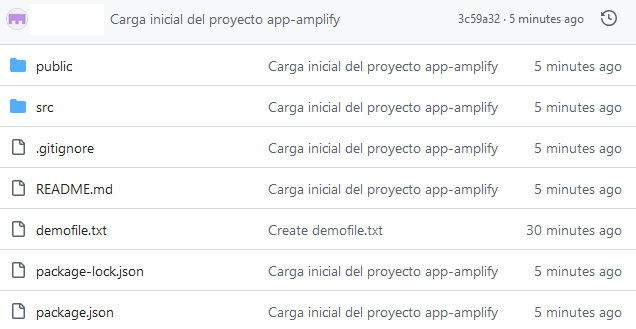 Carga inicial del proyecto app-amplify 3c59a32 · 5 minutes ago
public Carga inicial del proyecto app-amplify 5 minutes ago
src Carga inicial del proyecto app-amplify 5 minutes ago
.gitignore Carga inicial del proyecto app-amplify 5 minutes ago
README.md Carga inicial del proyecto app-amplify 5 minutes ago
demofile.txt Create demofile.txt 30 minutes ago
package-lock.json Carga inicial del proyecto app-amplify 5 minutes ago
package.json Carga inicial del proyecto app-amplify 5 minutes ago